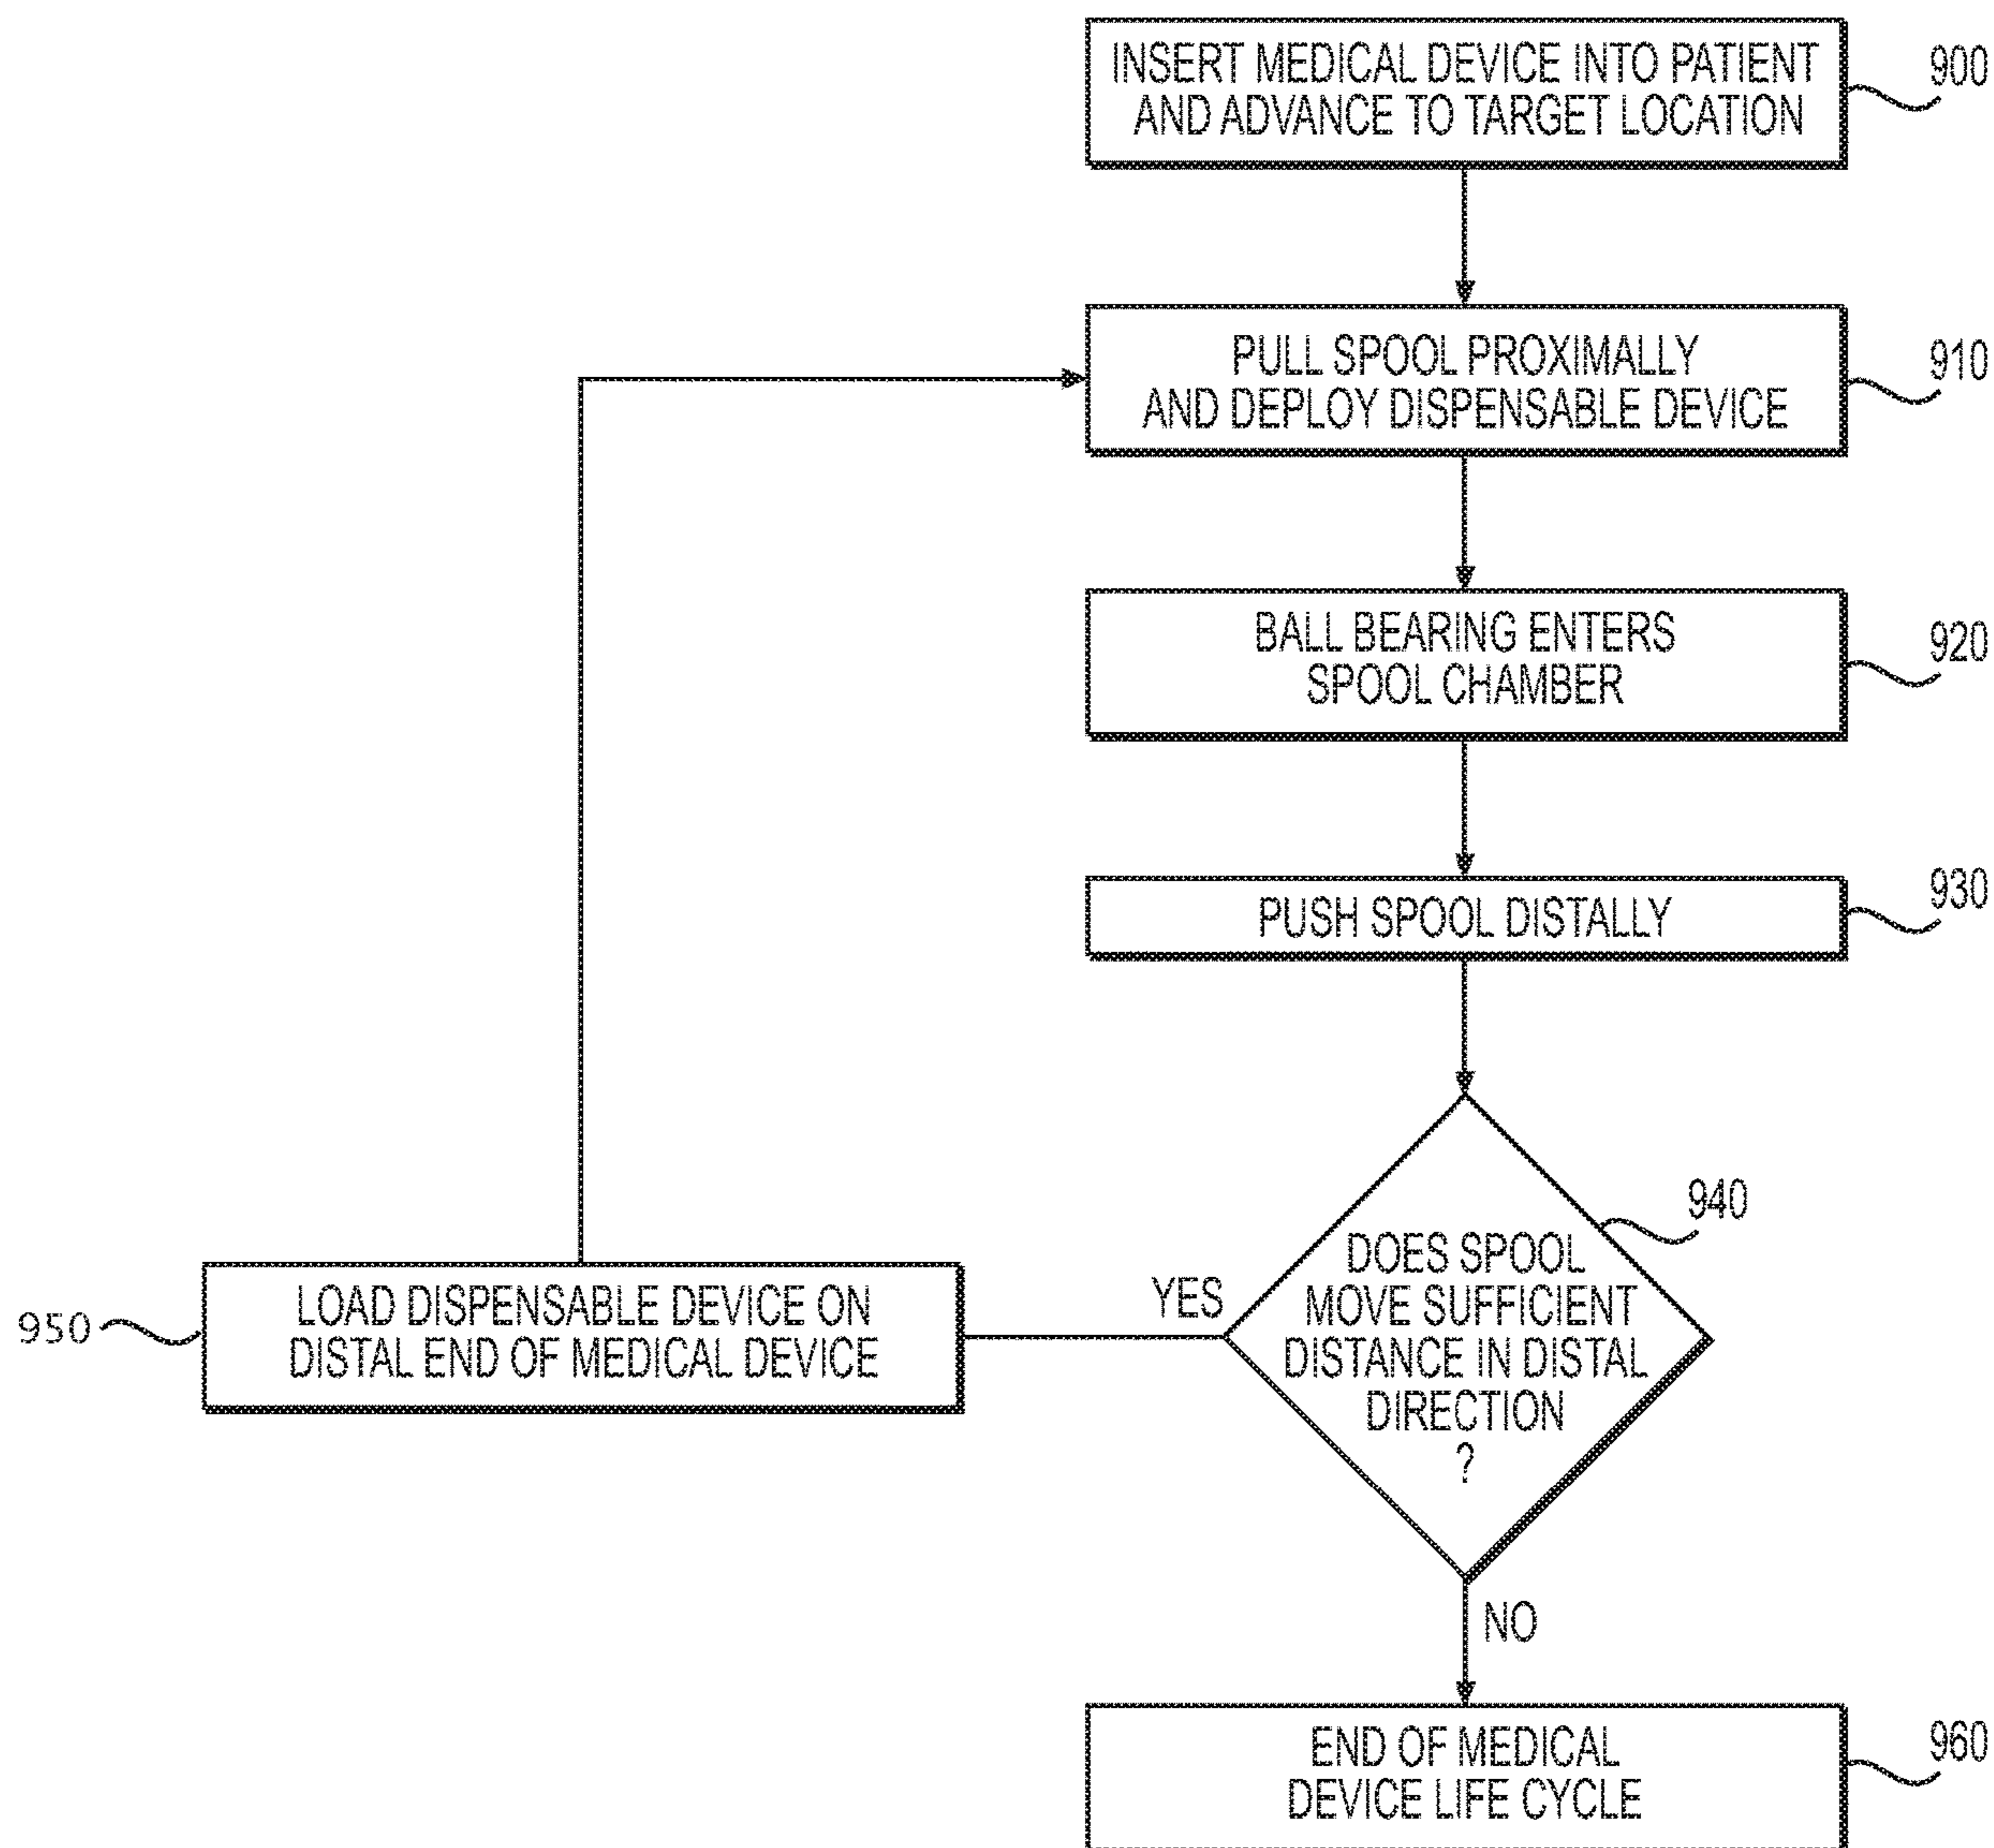 INSERT MEDICAL DEVICE INTO PATIENT
AND ADVANCE TO TARGET LOCATION
900
PULL SPOOL PROXIMALLY
AND DEPLOY DISPENSABLE DEVICE
910
BALL BEARING ENTERS
SPOOL CHAMBER
920
PUSH SPOOL DISTALLY
930
940
DOES SPOOL
MOVE SUFFICIENT
DISTANCE IN DISTAL
DIRECTION
?
YES
LOAD DISPENSABLE DEVICE ON
DISTAL END OF MEDICAL DEVICE
950
NO
END OF MEDICAL
DEVICE LIFE CYCLE
960